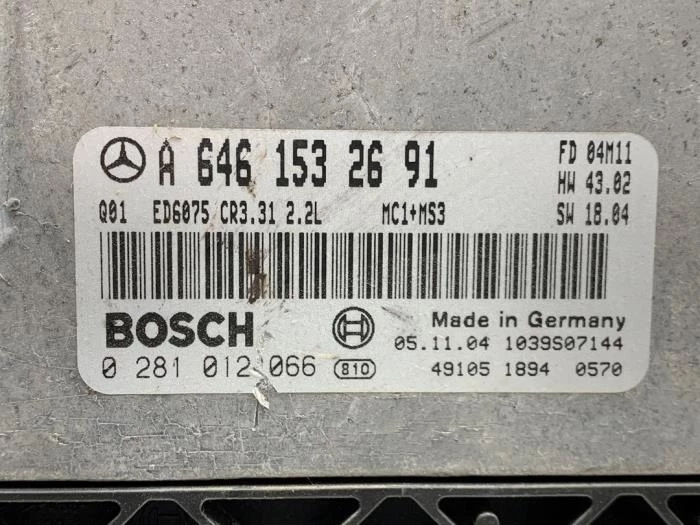 A 646 153 26 91 FD 04M11
HW 43.02
Q01 ED6075 CR3.31 2.2L MC1+MS3 SW 18.04
BOSCH Made in Germany
05.11.04 1039S07144
0 281 012 066 810 49105 1894 0570